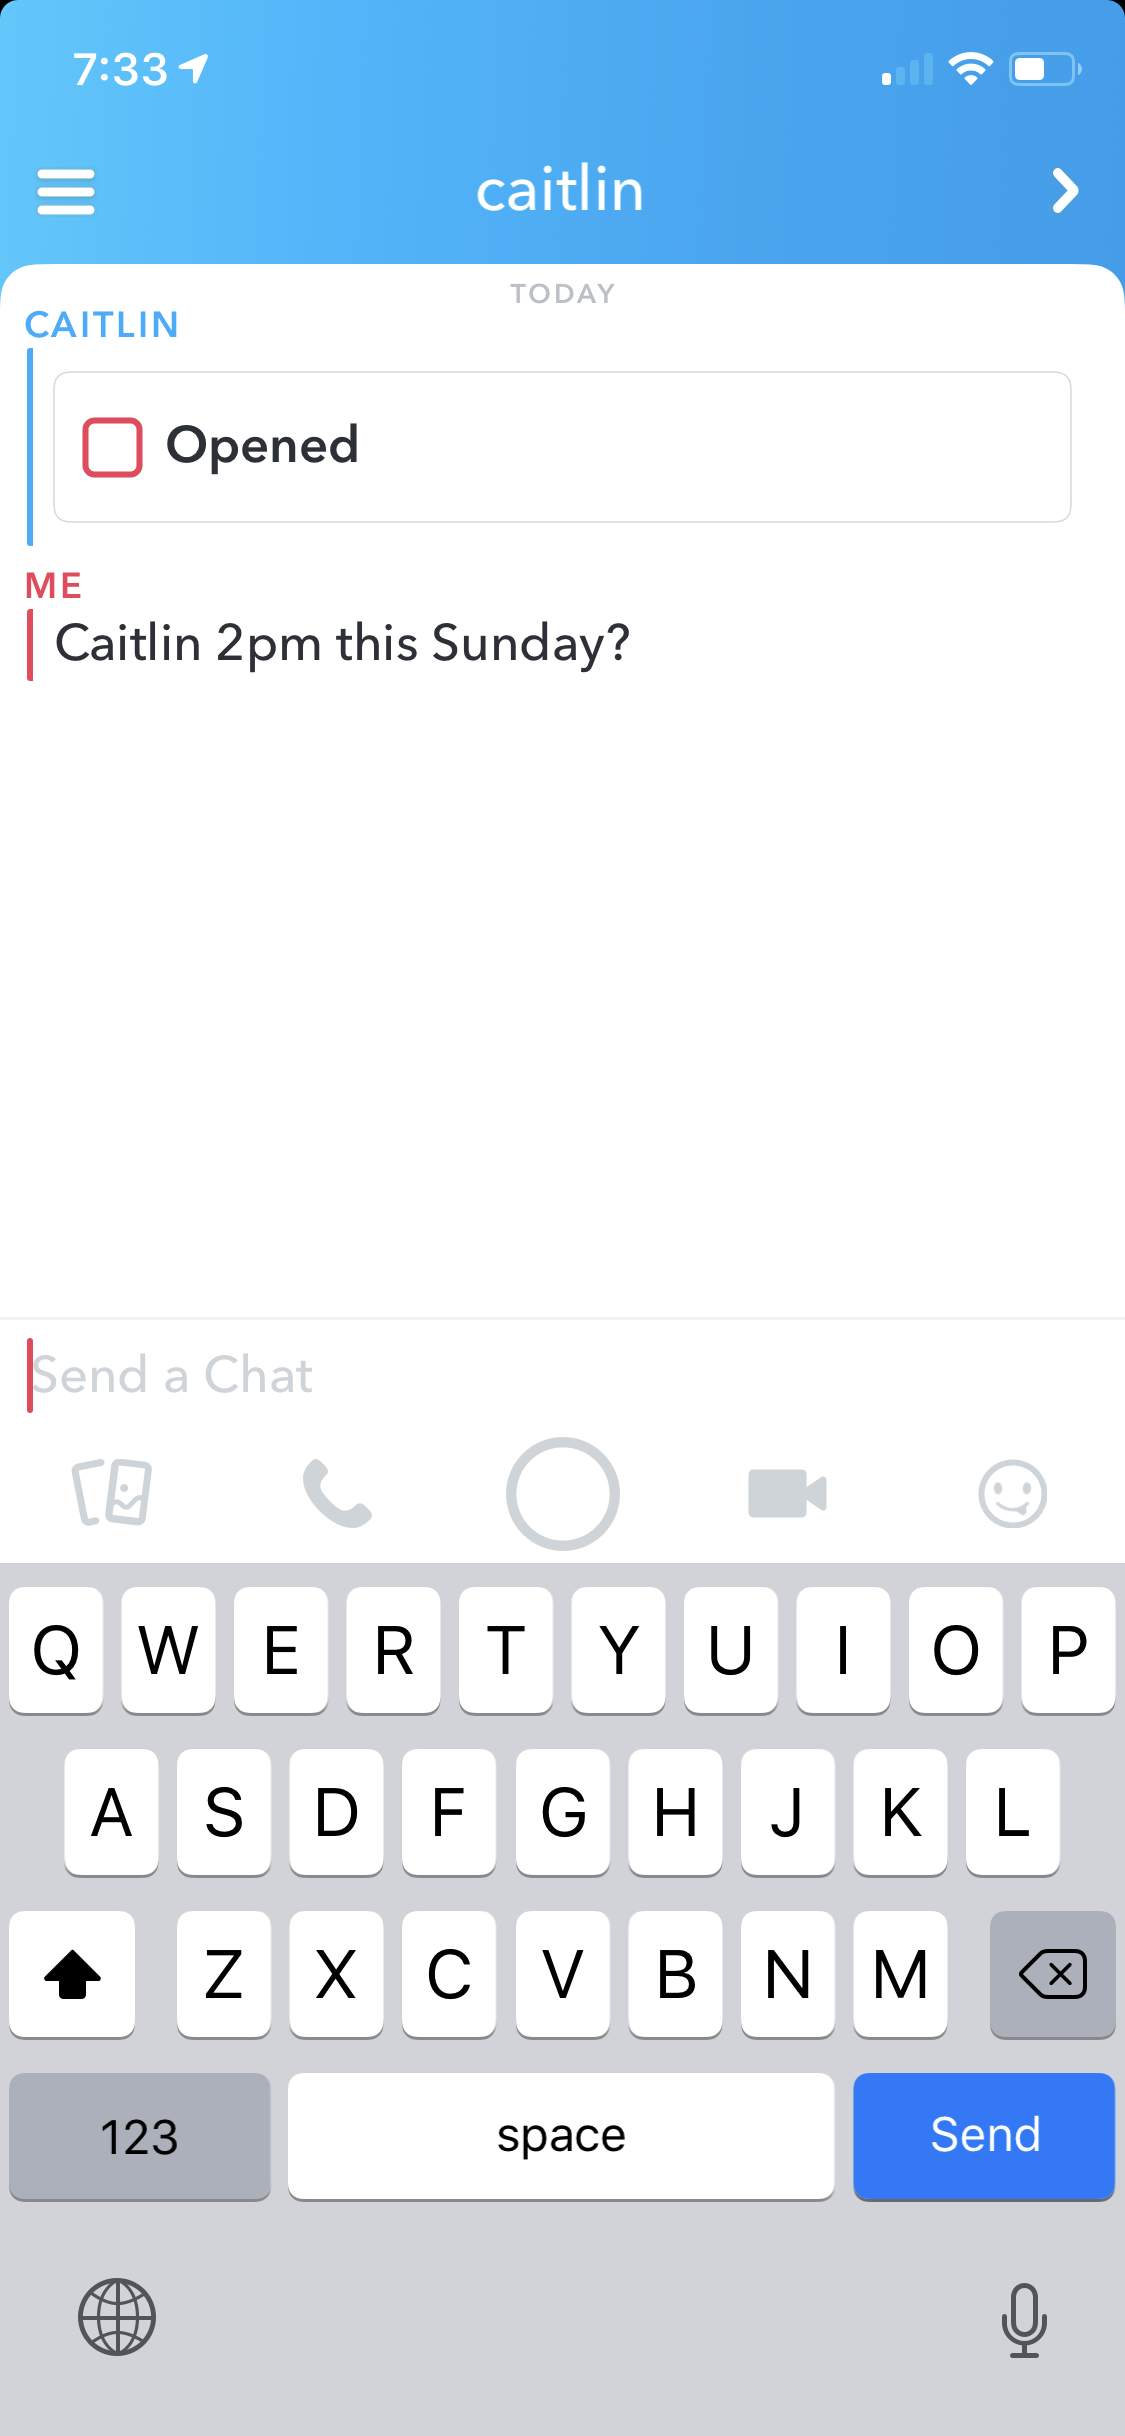 7:33
caitlin
TODAY
CAITLIN
Opened
ME
Caitlin 2pm this Sunday?
Send a Chat
Q W E R T Y U I O P
A S D F G H J K L
Z X C V B N M
123 space Send